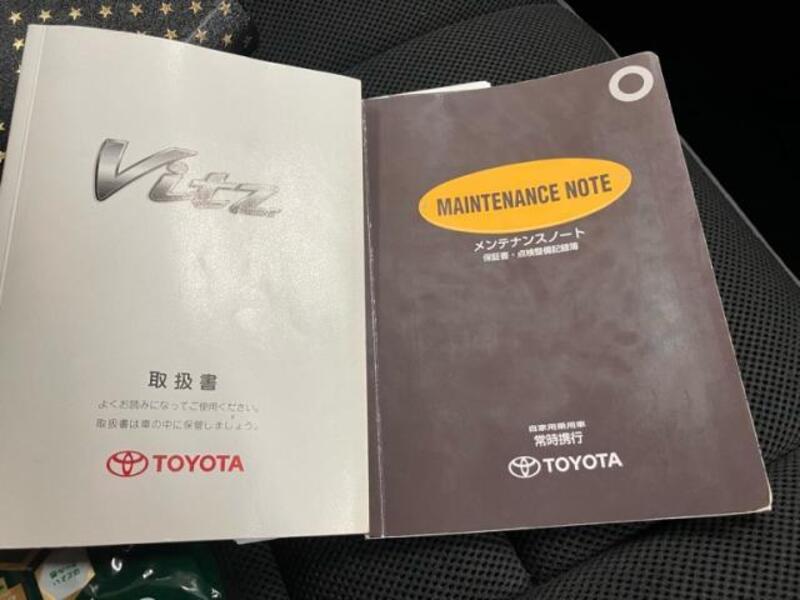 Vitz
取扱書
よくお読みになってご使用ください。
取扱書は車の中に保管しましょう。
TOYOTA
MAINTENANCE NOTE
メンテナンスノート
保証書・点検整備記録簿
自家用乗用車
常時携行
TOYOTA